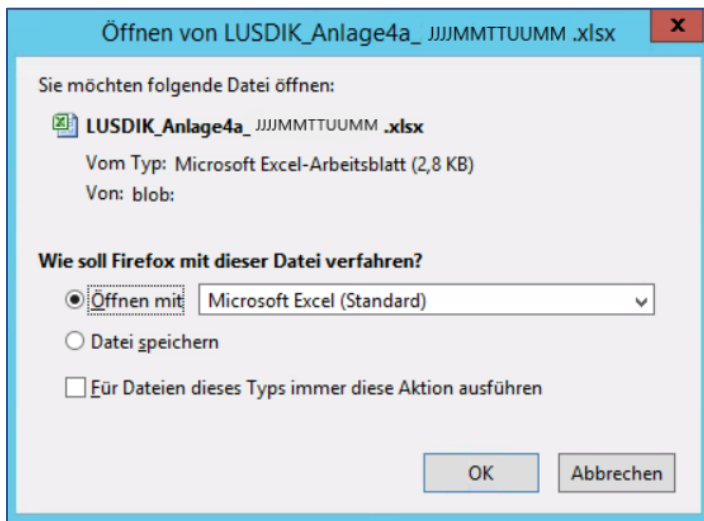 Öffnen von LUSDIK_Anlage4a_ JJJJMMTTUUMM .xlsx
x
Sie möchten folgende Datei öffnen:
LUSDIK_Anlage4a_ JJJJMMTTUUMM .xlsx
Vom Typ: Microsoft Excel-Arbeitsblatt (2,8 KB)
Von: blob:
Wie soll Firefox mit dieser Datei verfahren?
Öffnen mit Microsoft Excel (Standard)
Datei speichern
Für Dateien dieses Typs immer diese Aktion ausführen
OK Abbrechen